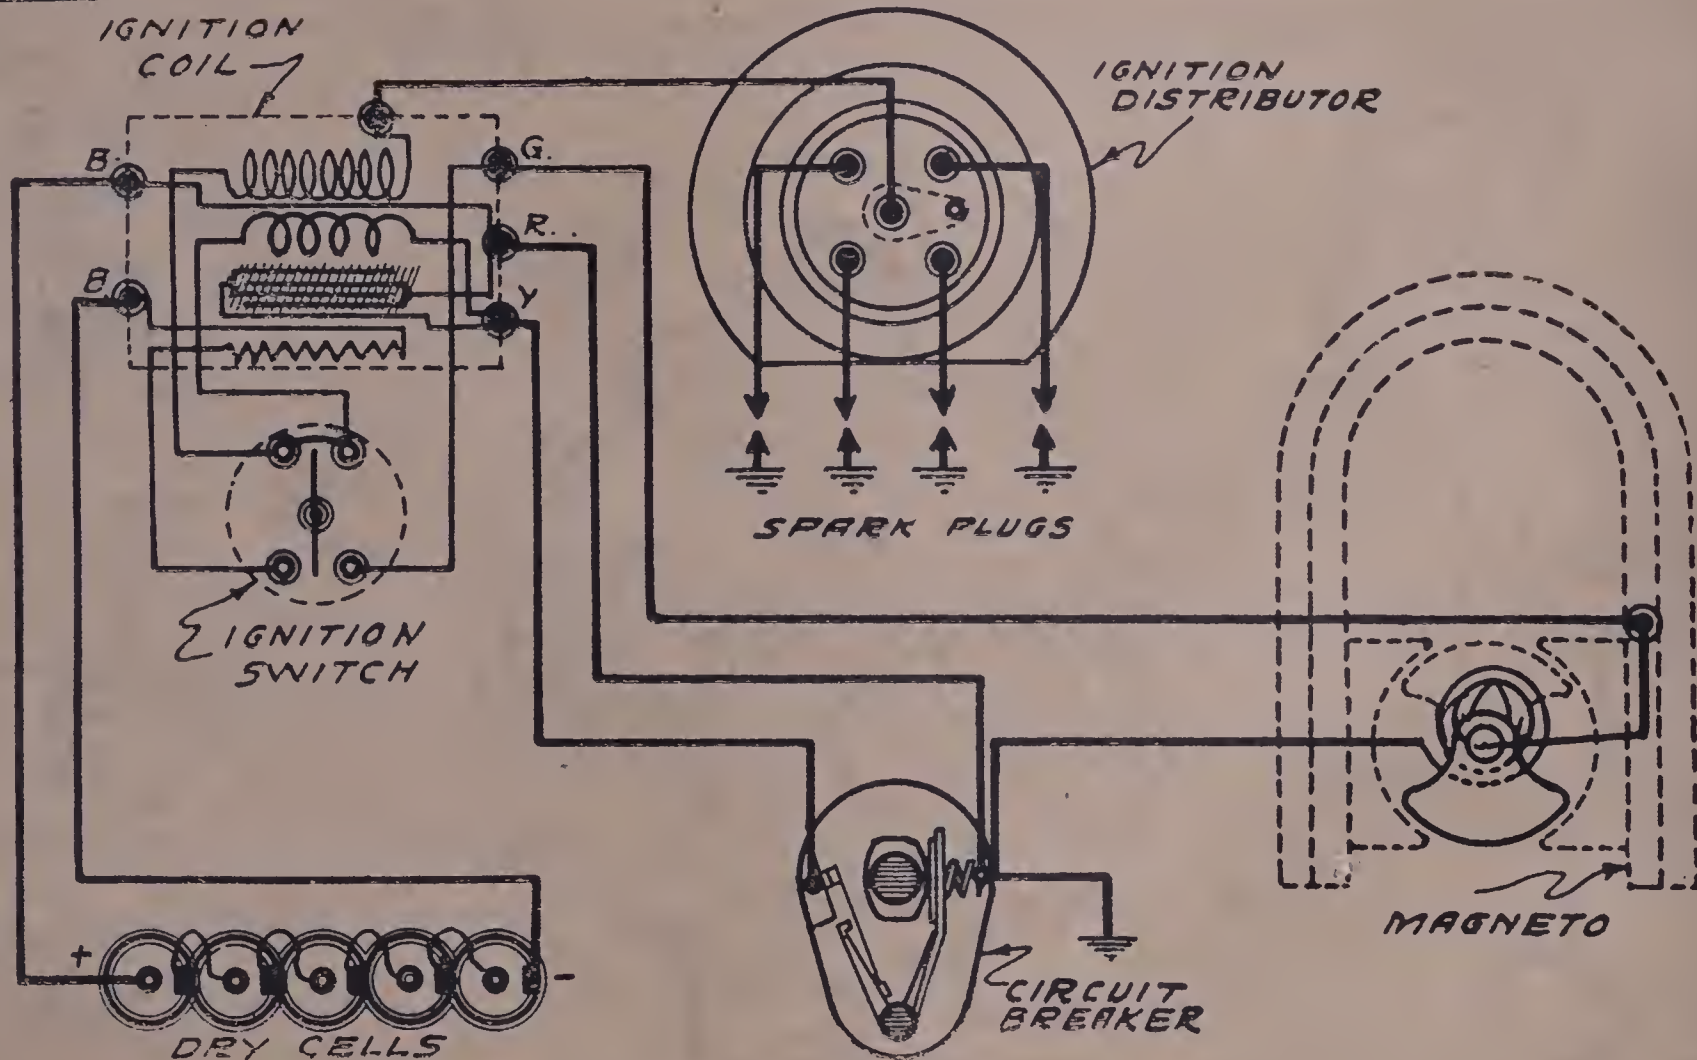 IGNITION
COIL
IGNITION
DISTRIBUTOR
B.
G.
R..
B
Y
SPARK PLUGS
IGNITION
SWITCH
MAGNETO
+
-
CIRCUIT
BREAKER
DRY CELLS